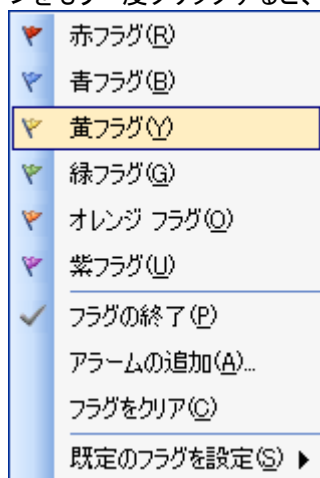 ンをもう一度クリックすると、
赤フラグ(R)
青フラグ(B)
黄フラグ(Y)
緑フラグ(G)
オレンジ フラグ(O)
紫フラグ(U)
フラグの終了(P)
アラームの追加(A)...
フラグをクリア(C)
既定のフラグを設定(S)